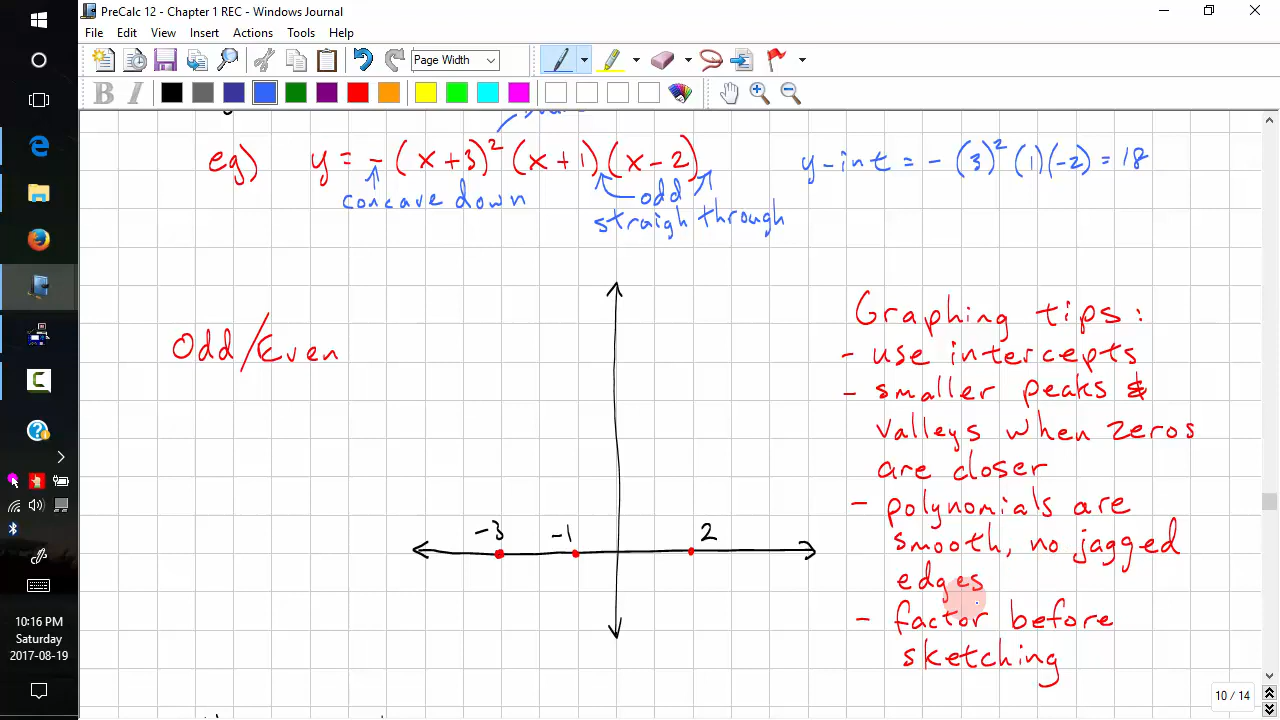 PreCalc 12 - Chapter 1 REC - Windows Journal
File Edit View Insert Actions Tools Help
Page Width
B I
eg) y = -(x+3)²(x+1)(x-2)
y-int = -(3)²(1)(-2) = 18
concave down
odd
straigh through
Odd/Even
Graphing tips:
- use intercepts
- smaller peaks &
valleys when zeros
are closer
- polynomials are
smooth, no jagged
edges
- factor before
sketching
-3 -1 2
10:16 PM
Saturday
2017-08-19
10 / 14